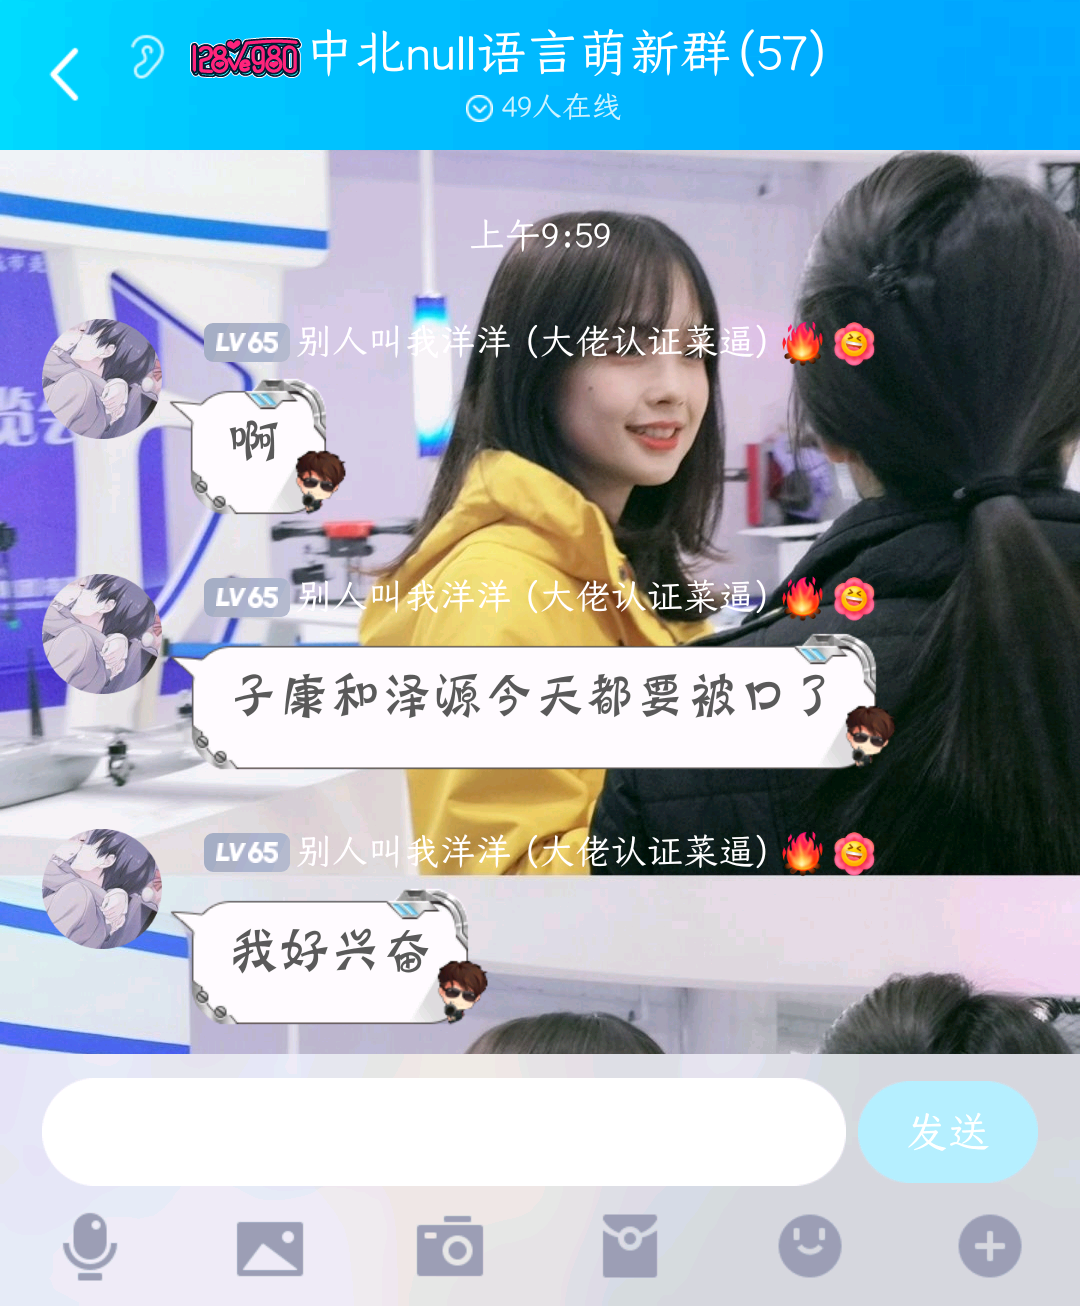 中北null语言萌新群(57)
49人在线
上午9:59
LV65 别人叫我洋洋（大佬认证菜逼）
啊
LV65 别人叫我洋洋（大佬认证菜逼）
子康和泽源今天都要被口了
LV65 别人叫我洋洋（大佬认证菜逼）
我好兴奋
发送